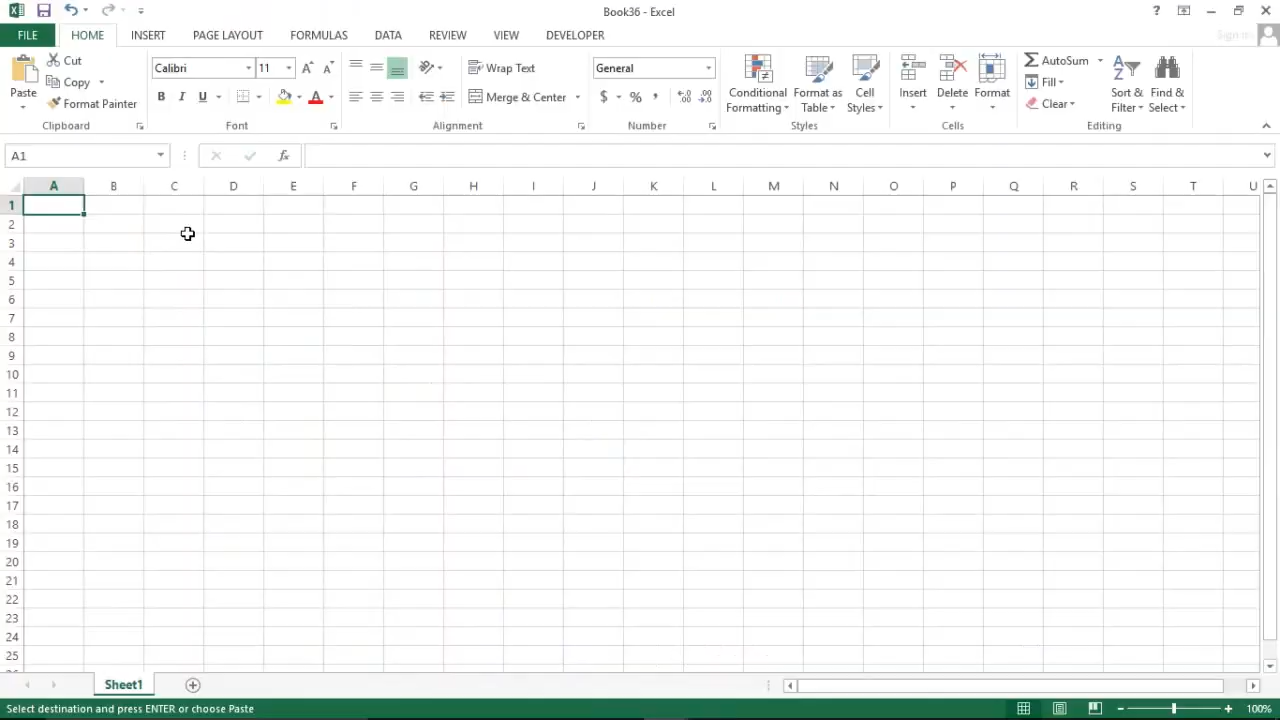 Book36 - Excel
?
Sign in
FILE HOME INSERT PAGE LAYOUT FORMULAS DATA REVIEW VIEW DEVELOPER
Paste
Cut
Copy
Format Painter
Clipboard
Calibri 11
B I U
Font
Wrap Text
Merge & Center
Alignment
General
$ % ,
Number
Conditional Formatting
Format as Table
Cell Styles
Styles
Insert
Delete
Format
Cells
AutoSum
Fill
Clear
Sort & Filter
Find & Select
Editing
A1
fx
A B C D E F G H I J K L M N O P Q R S T U
1
2
3
4
5
6
7
8
9
10
11
12
13
14
15
16
17
18
19
20
21
22
23
24
25
Sheet1
Select destination and press ENTER or choose Paste
100%